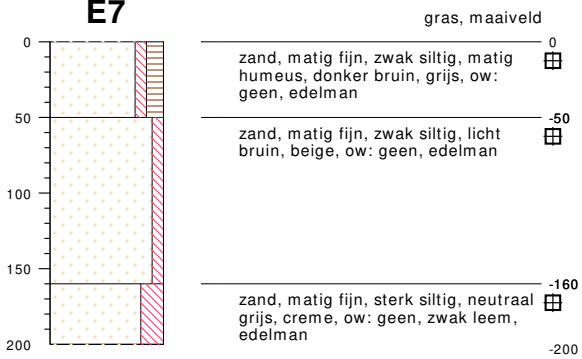 E7
gras, maaiveld
0
0
zand, matig fijn, zwak siltig, matig
humeus, donker bruin, grijs, ow:
geen, edelman
50
-50
zand, matig fijn, zwak siltig, licht
bruin, beige, ow: geen, edelman
100
150
-160
zand, matig fijn, sterk siltig, neutraal
grijs, creme, ow: geen, zwak leem,
edelman
200
-200